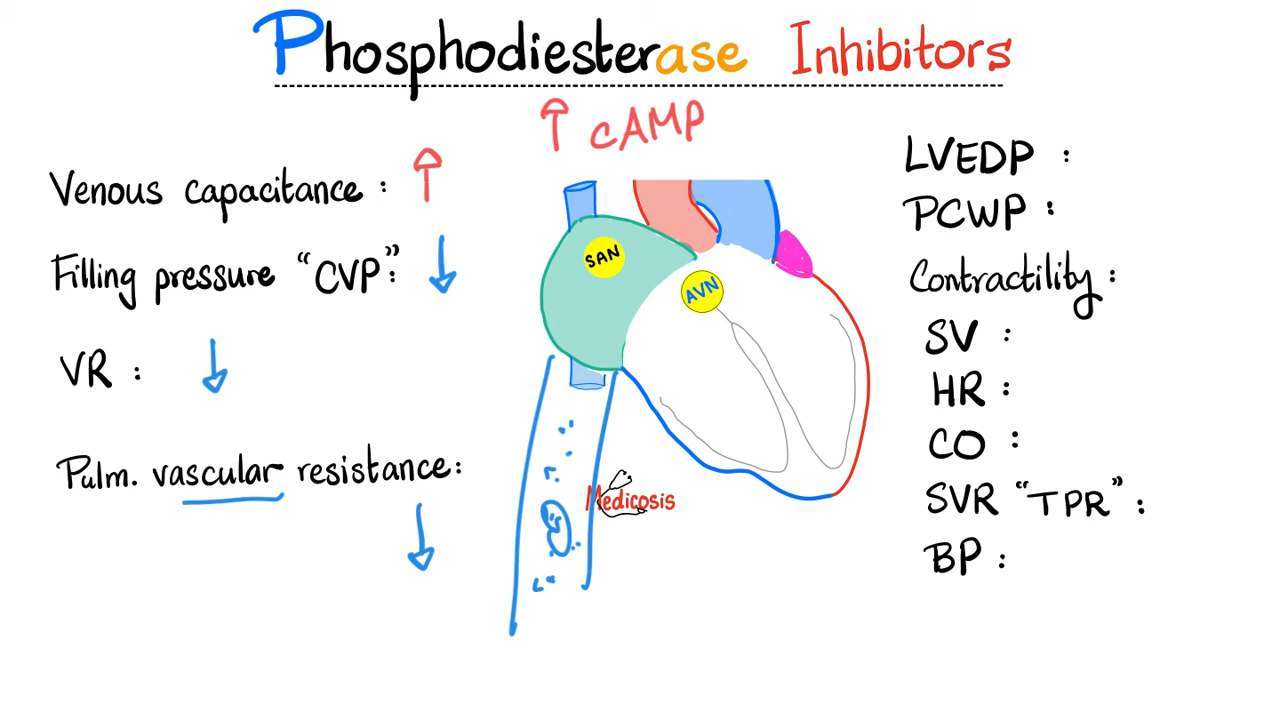 Phosphodiesterase Inhibitors
↑ cAMP
Venous capacitance : ↑
Filling pressure "CVP": ↓
VR : ↓
Pulm. vascular resistance: ↓
SAN
AVN
Medicosis
LVEDP :
PCWP :
Contractility :
SV :
HR :
CO :
SVR "TPR" :
BP :